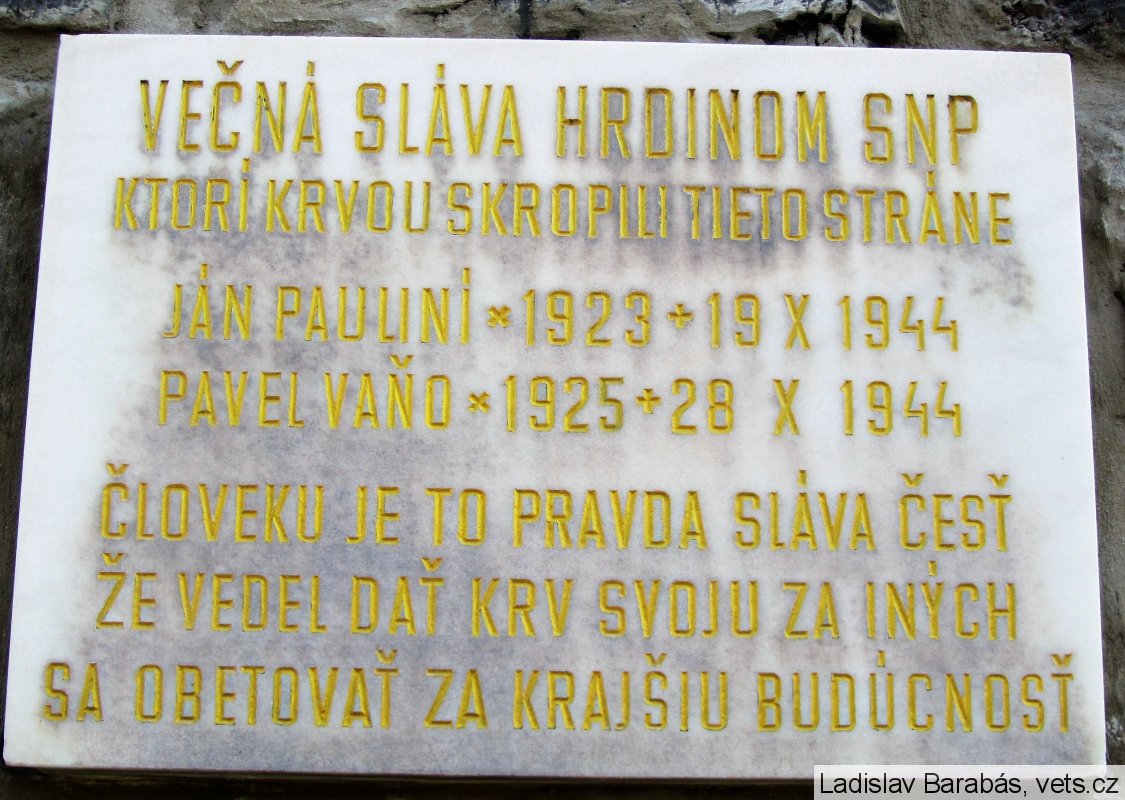 VEČNÁ SLÁVA HRDINOM SNP
KTORÍ KRVOU SKROPILI TIETO STRÁNE
JÁN PAULINÍ × 1923 + 19 X 1944
PAVEL VAŇO × 1925 + 28 X 1944
ČLOVEKU JE TO PRAVDA SLÁVA ČESŤ
ŽE VEDEL DAŤ KRV SVOJU ZA INÝCH
SA OBETOVAŤ ZA KRAJŠIU BUDÚCNOSŤ
Ladislav Barabás, vets.cz